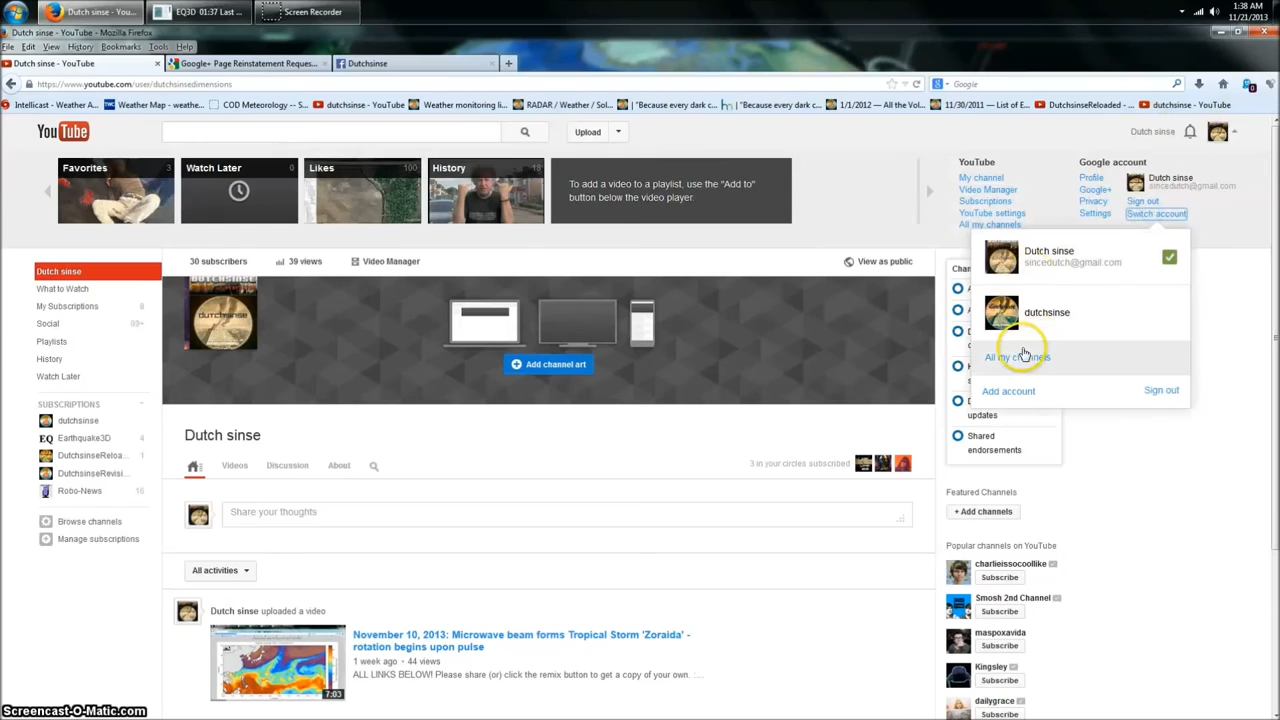 Dutch sinse - You...
EQ3D 01:37 Last ...
Screen Recorder
1:38 AM
11/21/2013
Dutch sinse - YouTube - Mozilla Firefox
File Edit View History Bookmarks Tools Help
Dutch sinse - YouTube
Google+ Page Reinstatement Reques...
Dutchsinse
https://www.youtube.com/user/dutchsinsedimensions
Google
Intellicast - Weather A...
Weather Map - weathe...
COD Meteorology -- S...
dutchsinse - YouTube
Weather monitoring li...
RADAR / Weather / Sol...
| "Because every dark c...
| "Because every dark c...
1/1/2012 — All the Vol...
11/30/2011 — List of E...
DutchsinseReloaded - ...
dutchsinse - YouTube
YouTube
Upload
Dutch sinse
Favorites 3
Watch Later 0
Likes 100
History
To add a video to a playlist, use the "Add to"
button below the video player.
YouTube
My channel
Video Manager
Subscriptions
YouTube settings
All my channels
Google account
Profile
Google+
Privacy
Settings
Dutch sinse
sincedutch@gmail.com
Sign out
Switch account
Dutch sinse
sincedutch@gmail.com
dutchsinse
All my channels
Add account
Sign out
Dutch sinse
What to Watch
My Subscriptions 8
Social 99+
Playlists
History
Watch Later
SUBSCRIPTIONS
dutchsinse
Earthquake3D 4
DutchsinseReloa... 1
DutchsinseRevisi...
Robo-News 16
Browse channels
Manage subscriptions
30 subscribers
39 views
Video Manager
View as public
Add channel art
Dutch sinse
Videos Discussion About
3 in your circles subscribed
Share your thoughts
All activities
Dutch sinse uploaded a video
November 10, 2013: Microwave beam forms Tropical Storm 'Zoraida' -
rotation begins upon pulse
1 week ago • 44 views
ALL LINKS BELOW! Please share (or) click the remix button to get a copy of your own. ...
7:03
updates
Shared
endorsements
Featured Channels
+ Add channels
Popular channels on YouTube
charlieissocoollike
Subscribe
Smosh 2nd Channel
Subscribe
maspoxavida
Subscribe
Kingsley
Subscribe
dailygrace
Subscribe
Screencast-O-Matic.com